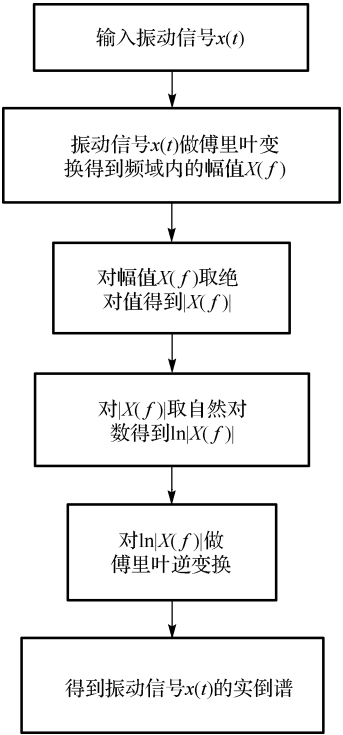 输入振动信号x(t)
振动信号x(t)做傅里叶变
换得到频域内的幅值X(f)
对幅值X(f)取绝
对值得到|X(f)|
对|X(f)|取自然对
数得到ln|X(f)|
对ln|X(f)|做
傅里叶逆变换
得到振动信号x(t)的实倒谱